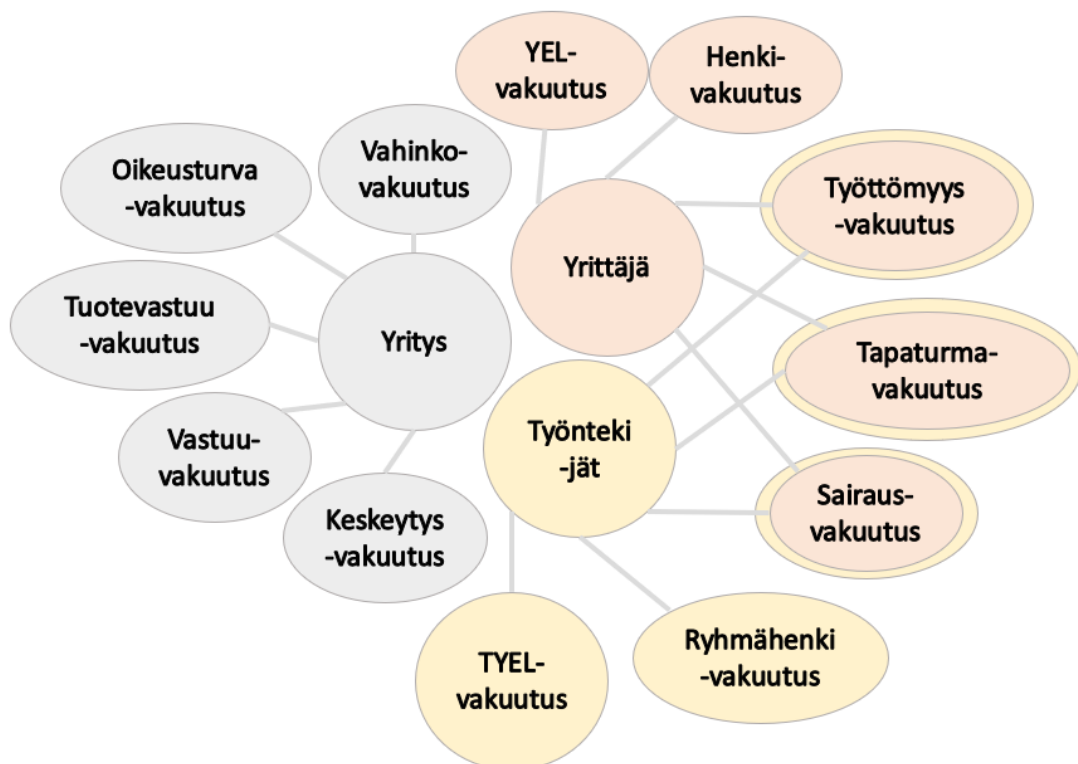 YEL-
vakuutus
Henki-
vakuutus
Vahinko-
vakuutus
Oikeusturva
-vakuutus
Työttömyys
-vakuutus
Yrittäjä
Tuotevastuu
-vakuutus
Yritys
Tapaturma-
vakuutus
Työnteki
-jät
Vastuu-
vakuutus
Sairaus-
vakuutus
Keskeytys
-vakuutus
TYEL-
vakuutus
Ryhmähenki
-vakuutus